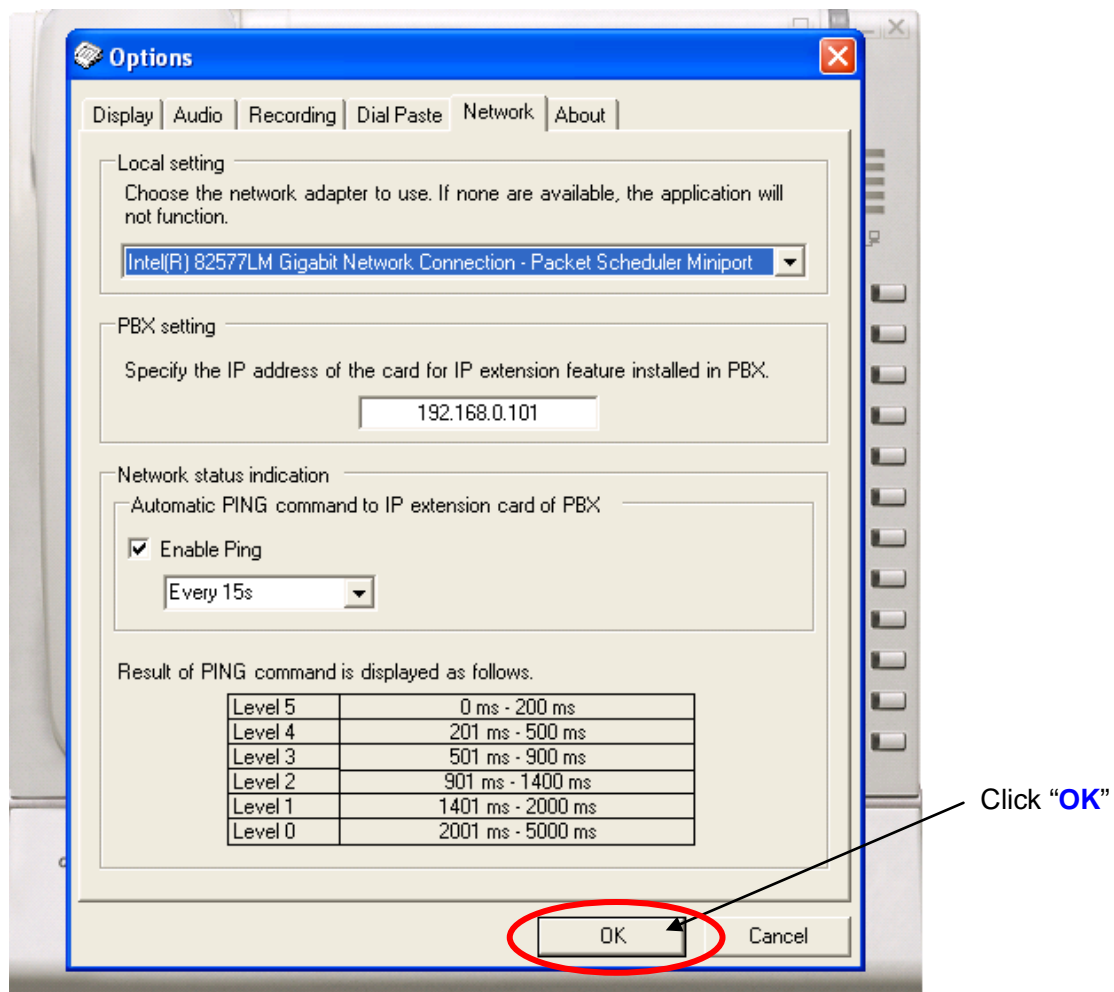 Options
Display Audio Recording Dial Paste Network About
Local setting
Choose the network adapter to use. If none are available, the application will
not function.
Intel(R) 82577LM Gigabit Network Connection - Packet Scheduler Miniport
PBX setting
Specify the IP address of the card for IP extension feature installed in PBX.
192.168.0.101
Network status indication
Automatic PING command to IP extension card of PBX
Enable Ping
Every 15s
Result of PING command is displayed as follows.
Level 5 0 ms - 200 ms
Level 4 201 ms - 500 ms
Level 3 501 ms - 900 ms
Level 2 901 ms - 1400 ms
Level 1 1401 ms - 2000 ms
Level 0 2001 ms - 5000 ms
Click “OK”
OK Cancel